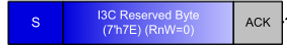 S
I3C Reserved Byte
(7'h7E) (RnW=0)
ACK